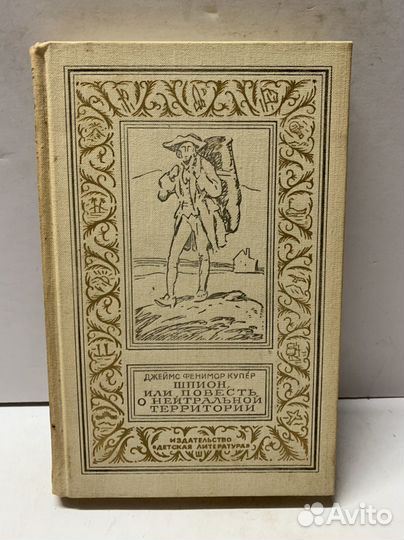 ДЖЕЙМС ФЕНИМОР КУПЕР
ШПИОН,
ИЛИ ПОВЕСТЬ
О НЕЙТРАЛЬНОЙ
ТЕРРИТОРИИ
ИЗДАТЕЛЬСТВО
«ДЕТСКАЯ ЛИТЕРАТУРА»
Avito